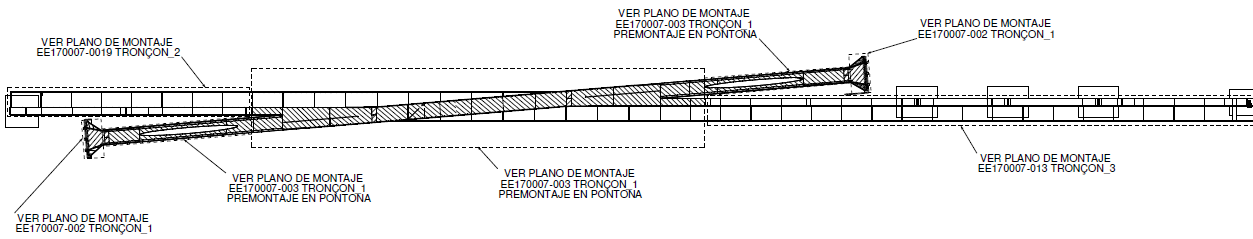 VER PLANO DE MONTAJE
EE170007-003 TRONÇON_1
PREMONTAJE EN PONTONA
VER PLANO DE MONTAJE
EE170007-002 TRONÇON_1
VER PLANO DE MONTAJE
EE170007-0019 TRONÇON_2
VER PLANO DE MONTAJE
EE170007-013 TRONÇON_3
VER PLANO DE MONTAJE
EE170007-003 TRONÇON_1
PREMONTAJE EN PONTONA
VER PLANO DE MONTAJE
EE170007-003 TRONÇON_1
PREMONTAJE EN PONTONA
VER PLANO DE MONTAJE
EE170007-002 TRONÇON_1